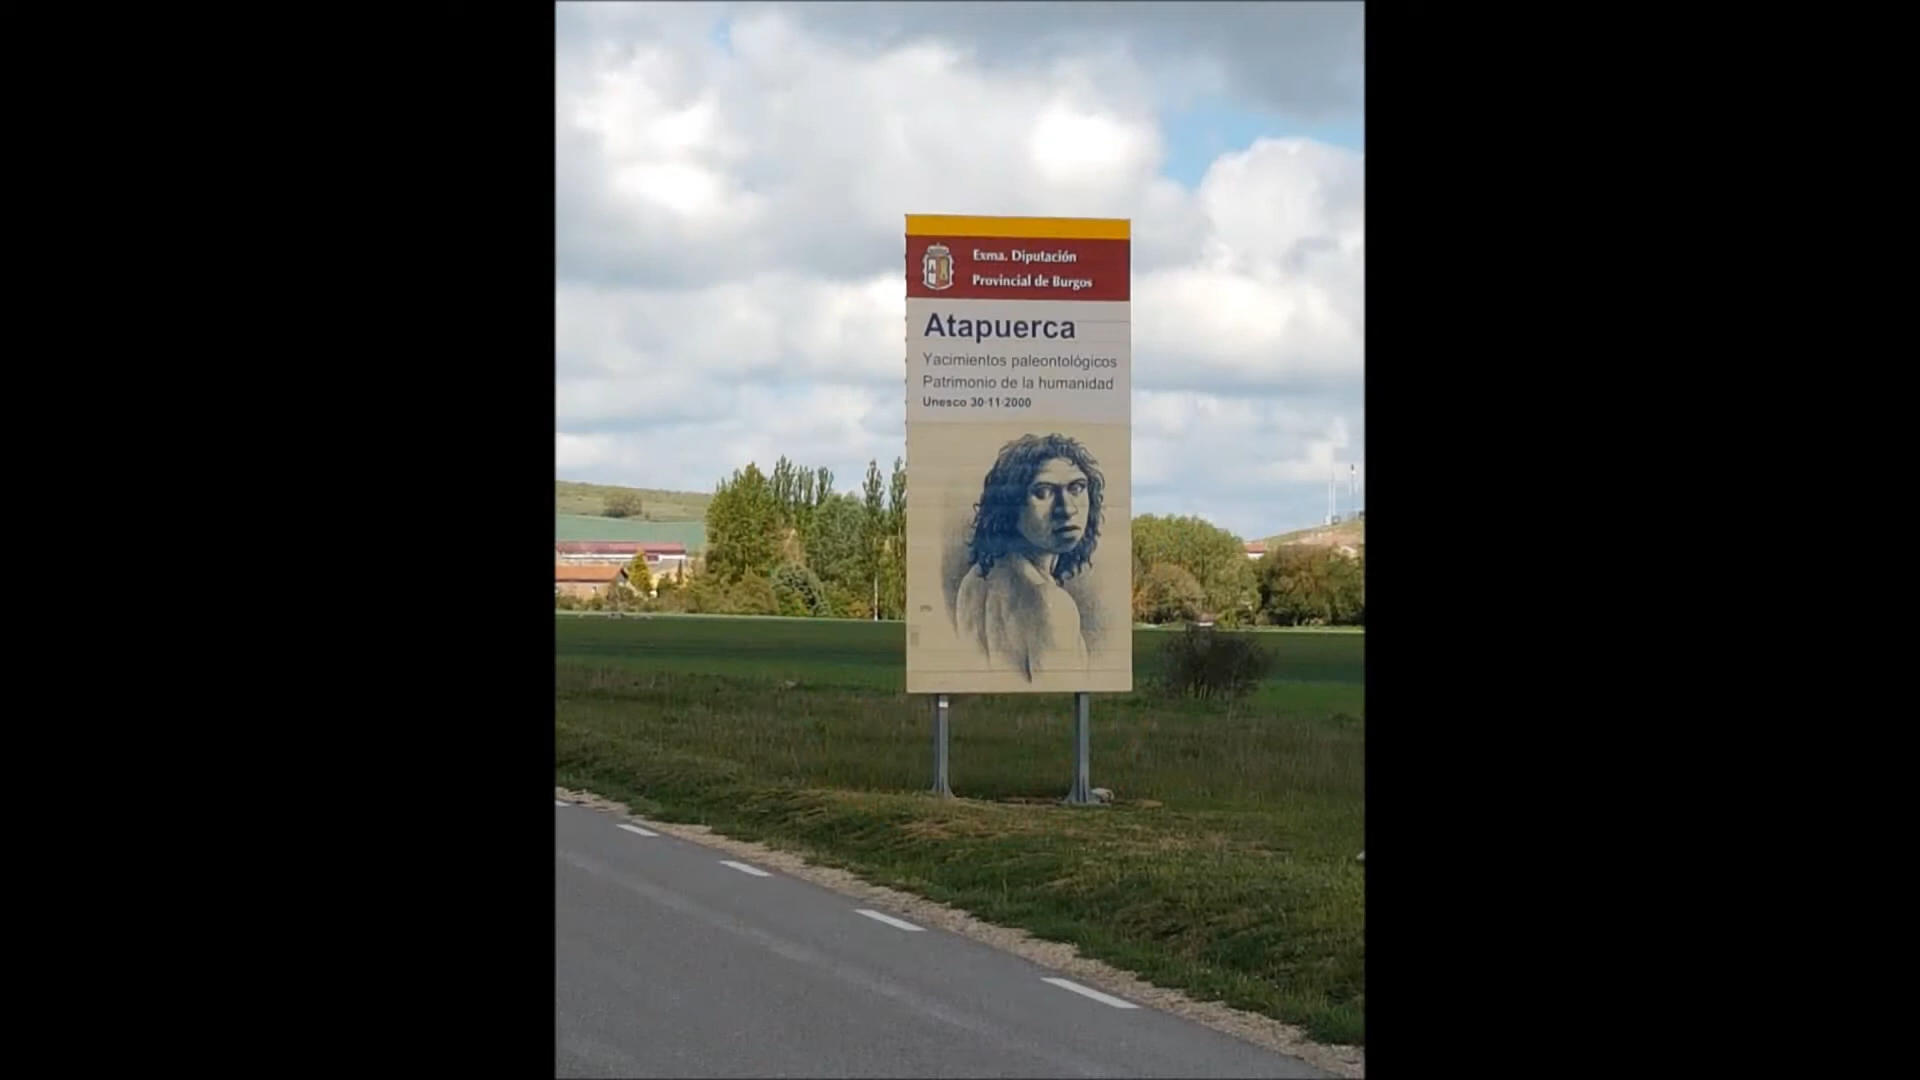 Exma. Diputación
Provincial de Burgos
Atapuerca
Yacimientos paleontológicos
Patrimonio de la humanidad
Unesco 30·11·2000